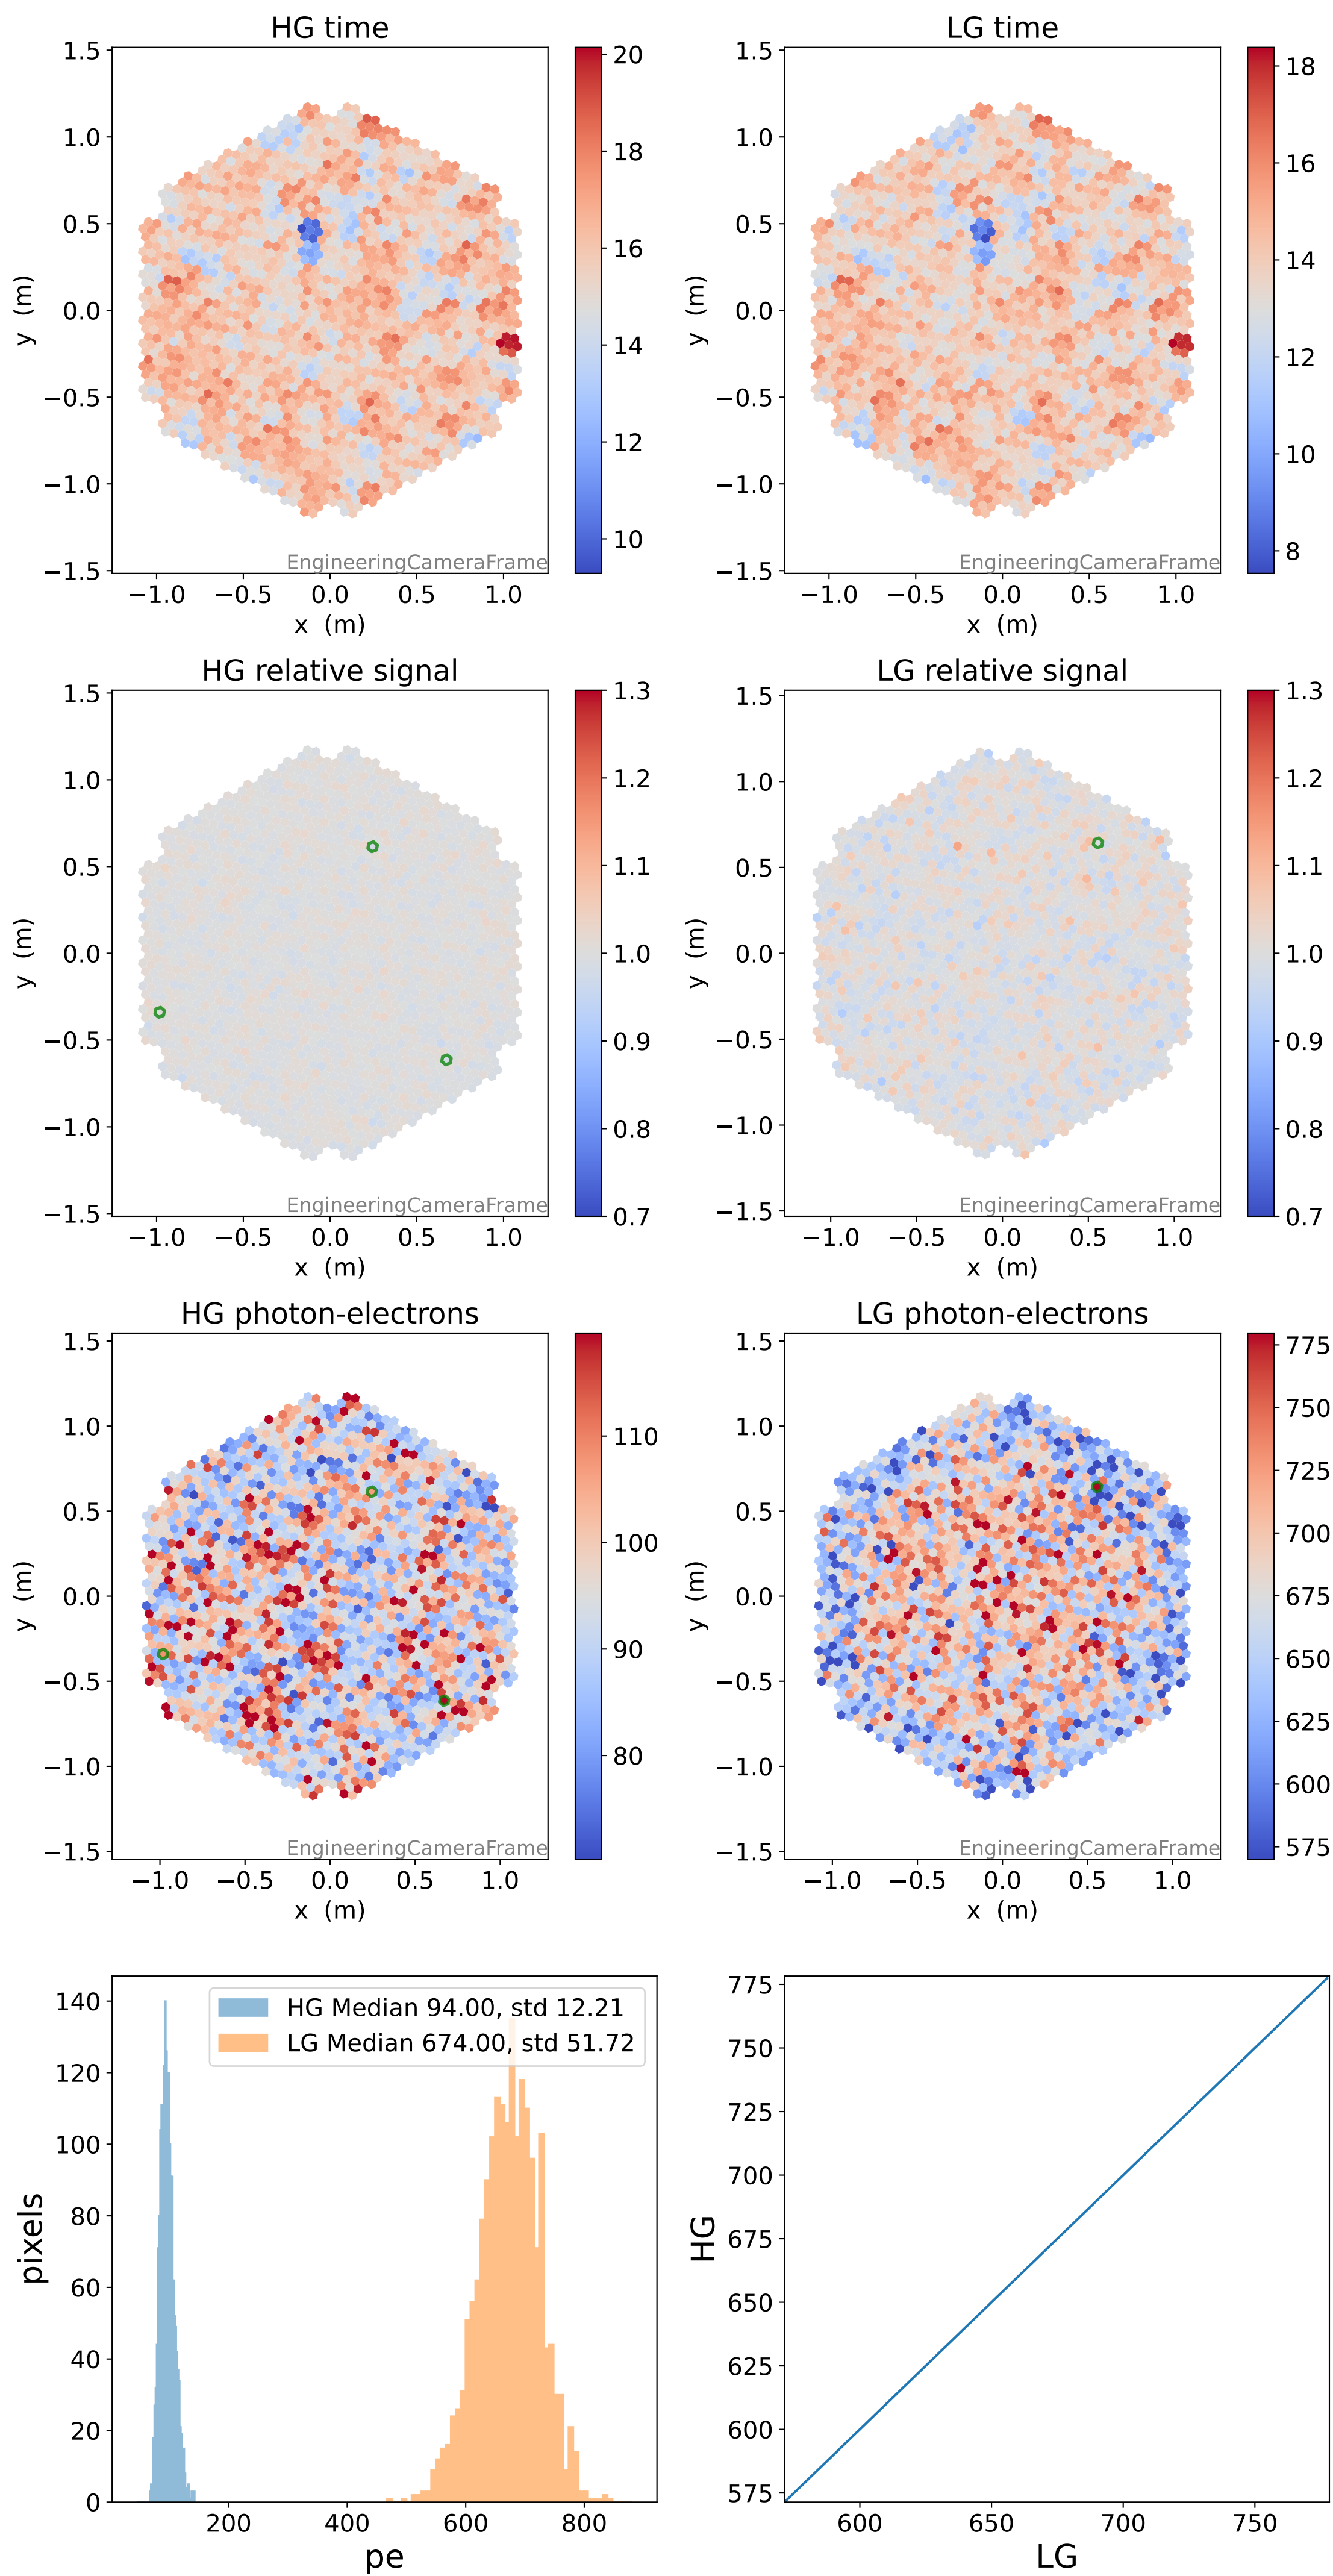 HG time
LG time
1.5
1.0
0.5
0.0
−0.5
−1.0
−1.5
y (m)
−1.0 −0.5 0.0 0.5 1.0
x (m)
EngineeringCameraFrame
20
18
16
14
12
10
1.5
1.0
0.5
0.0
−0.5
−1.0
−1.5
y (m)
−1.0 −0.5 0.0 0.5 1.0
x (m)
EngineeringCameraFrame
18
16
14
12
10
8
HG relative signal
LG relative signal
1.5
1.0
0.5
0.0
−0.5
−1.0
−1.5
y (m)
−1.0 −0.5 0.0 0.5 1.0
x (m)
EngineeringCameraFrame
1.3
1.2
1.1
1.0
0.9
0.8
0.7
1.5
1.0
0.5
0.0
−0.5
−1.0
−1.5
y (m)
−1.0 −0.5 0.0 0.5 1.0
x (m)
EngineeringCameraFrame
1.3
1.2
1.1
1.0
0.9
0.8
0.7
HG photon-electrons
LG photon-electrons
1.5
1.0
0.5
0.0
−0.5
−1.0
−1.5
y (m)
−1.0 −0.5 0.0 0.5 1.0
x (m)
EngineeringCameraFrame
110
100
90
80
1.5
1.0
0.5
0.0
−0.5
−1.0
−1.5
y (m)
−1.0 −0.5 0.0 0.5 1.0
x (m)
EngineeringCameraFrame
775
750
725
700
675
650
625
600
575
HG Median 94.00, std 12.21
LG Median 674.00, std 51.72
140
120
100
80
60
40
20
0
pixels
200 400 600 800
pe
775
750
725
700
675
650
625
600
575
HG
600 650 700 750
LG